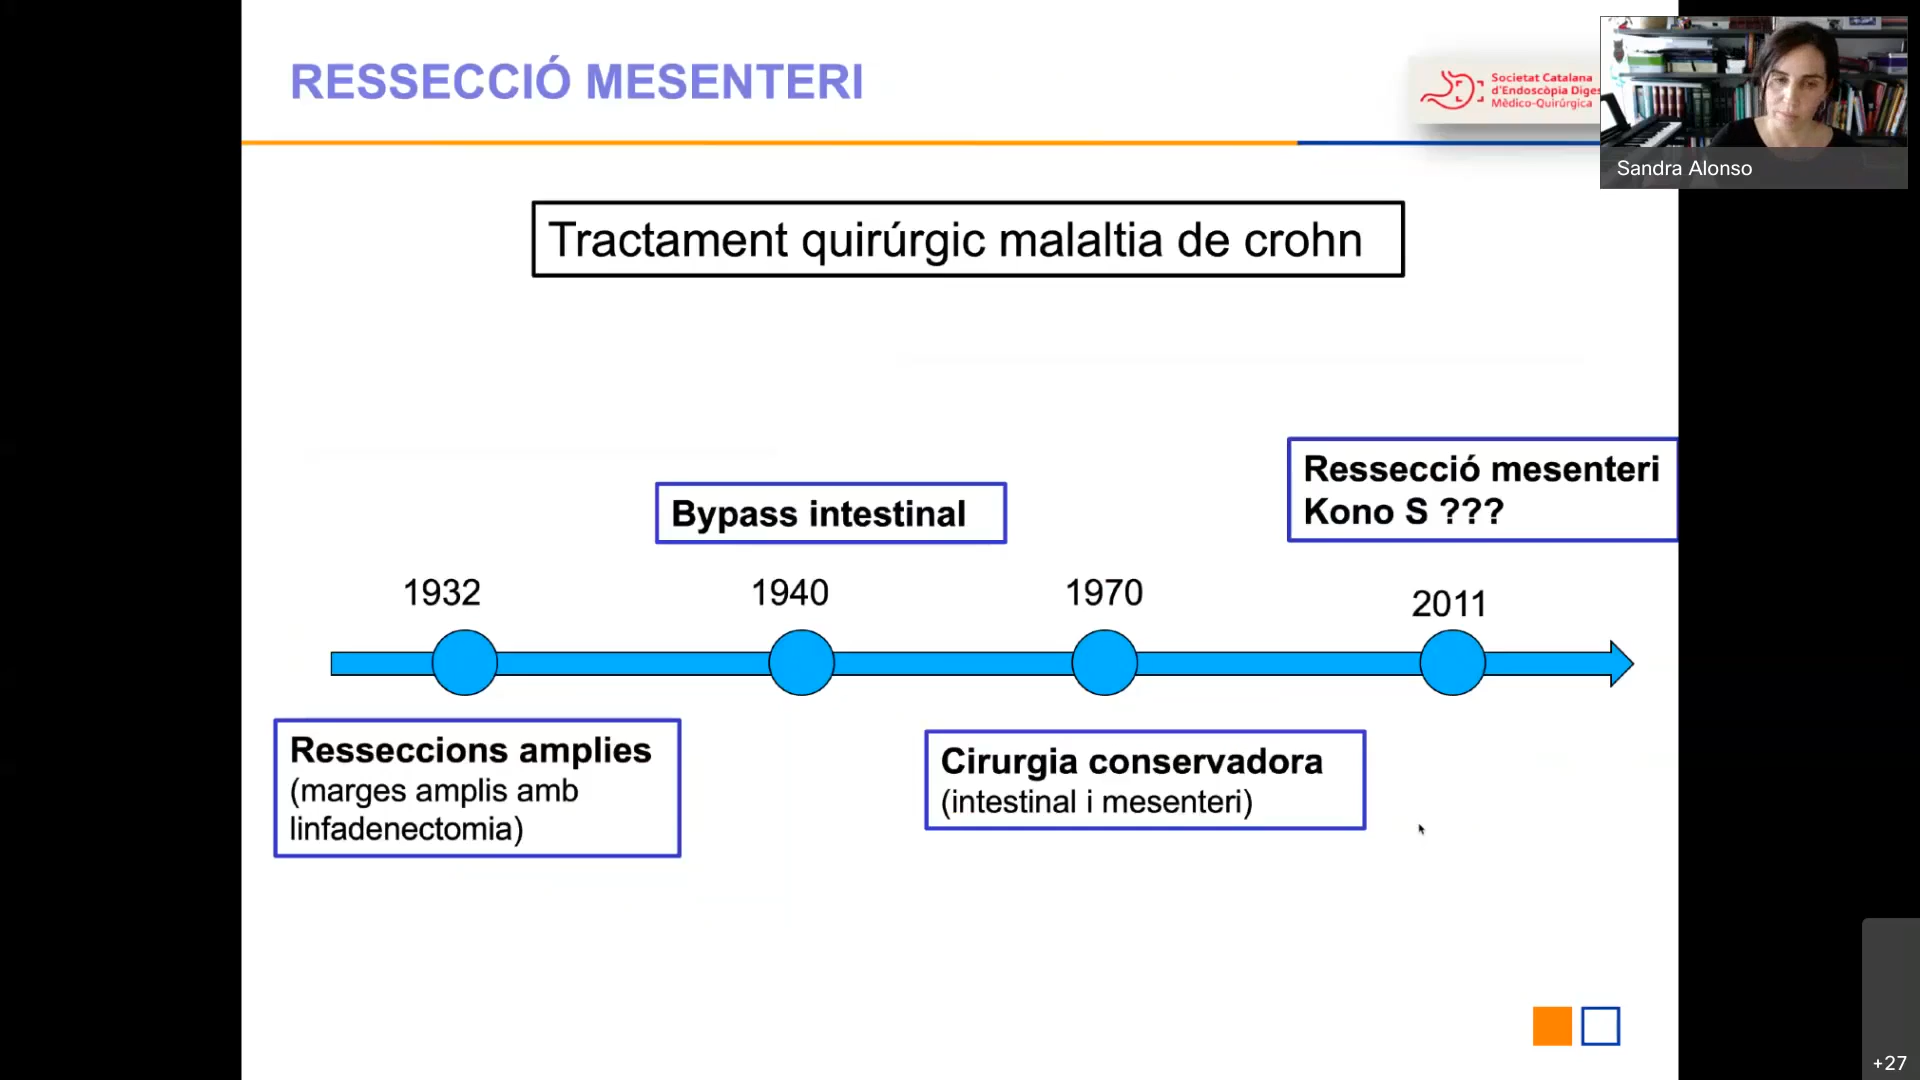 RESSECCIÓ MESENTERI
Societat Catalana
d'Endoscòpia
Mèdico-Quirúrgica
Sandra Alonso
Tractament quirúrgic malaltia de crohn
Ressecció mesenteri
Kono S ???
Bypass intestinal
1932
1940
1970
2011
Resseccions amplies
(marges amplis amb
linfadenectomia)
Cirurgia conservadora
(intestinal i mesenteri)
+27